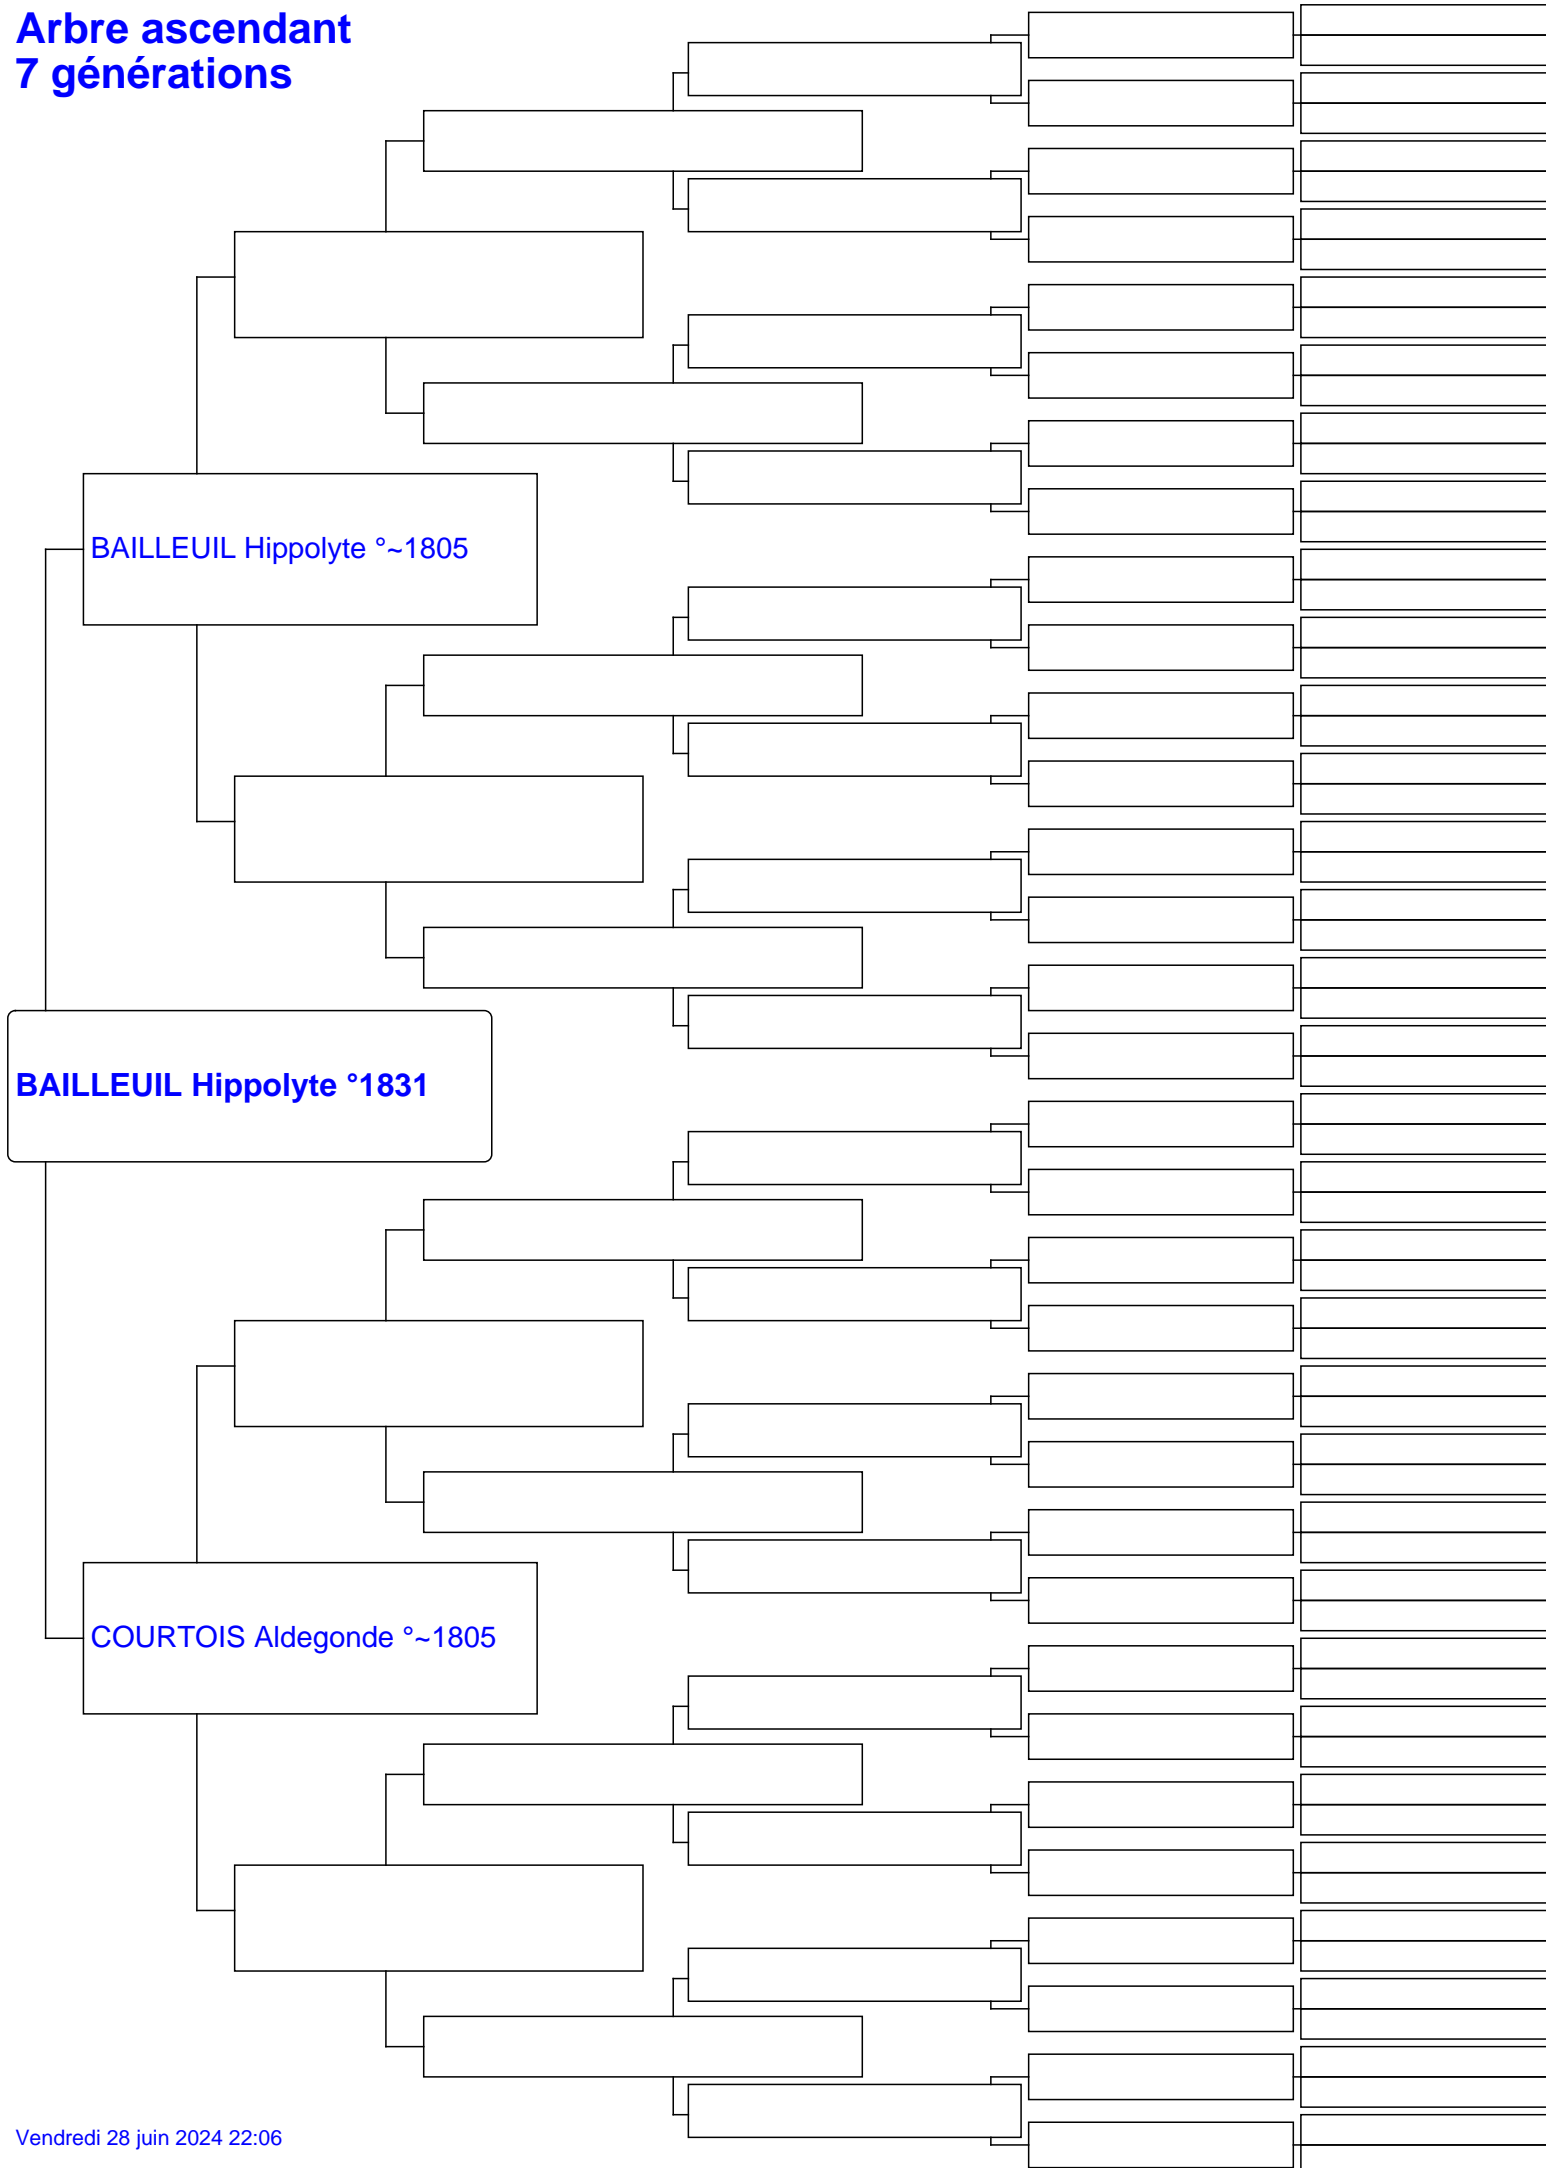 Arbre ascendant
7 générations
BAILLEUIL Hippolyte °~1805
BAILLEUIL Hippolyte °1831
COURTOIS Aldegonde °~1805
Vendredi 28 juin 2024 22:06